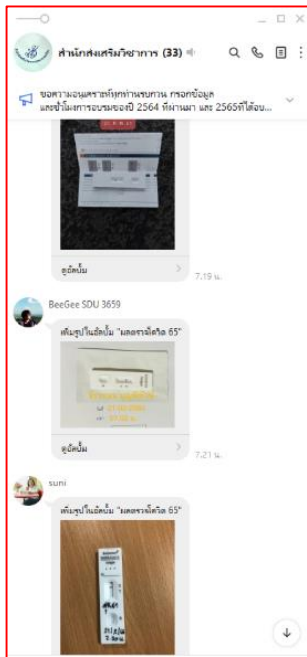 สำนักส่งเสริมวิชาการ (33)
ขอความอนุเคราะห์ทุกท่านรบกวน กรอกข้อมูล
และชั่วโมงการอบรมของปี 2564 ที่ผ่านมา และ 2565ที่ได้อบ...
ดูอัลบั้ม
7.19 น.
BeeGee SDU 3659
เพิ่มรูปในอัลบั้ม "ผลตรวจโควิด 65"
ดูอัลบั้ม
7.21 น.
suni
เพิ่มรูปในอัลบั้ม "ผลตรวจโควิด 65"